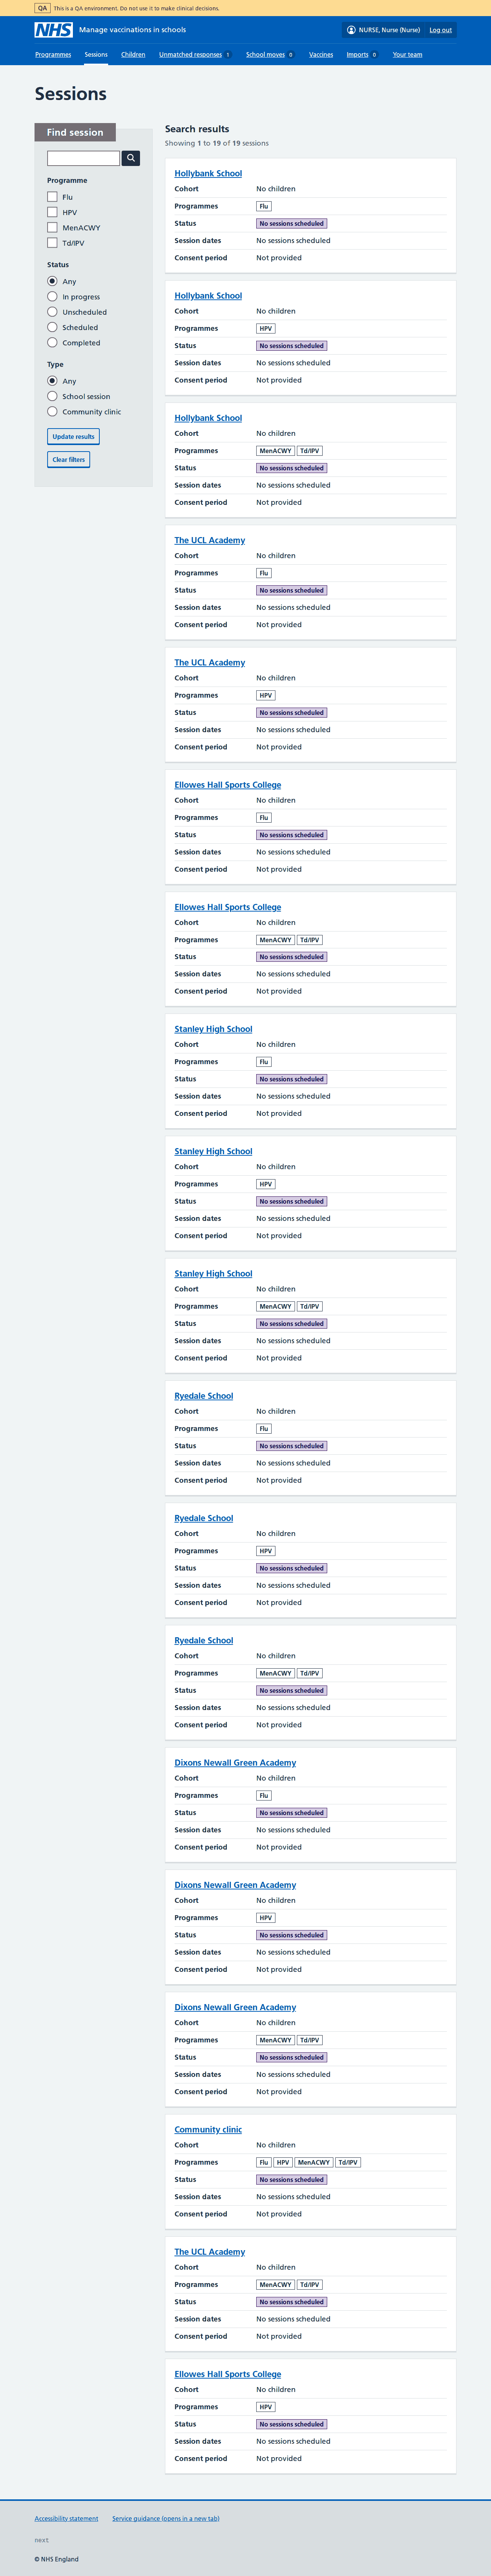 QA This is a QA environment. Do not use it to make clinical decisions.
NHS Manage vaccinations in schools NURSE, Nurse (Nurse) Log out
Programmes Sessions Children Unmatched responses 1 School moves 0 Vaccines Imports 0 Your team
Sessions
Find session
Programme
Flu
HPV
MenACWY
Td/IPV
Status
Any
In progress
Unscheduled
Scheduled
Completed
Type
Any
School session
Community clinic
Update results
Clear filters
Search results
Showing 1 to 19 of 19 sessions
Hollybank School
Cohort No children
Programmes Flu
Status No sessions scheduled
Session dates No sessions scheduled
Consent period Not provided
Hollybank School
Cohort No children
Programmes HPV
Status No sessions scheduled
Session dates No sessions scheduled
Consent period Not provided
Hollybank School
Cohort No children
Programmes MenACWY Td/IPV
Status No sessions scheduled
Session dates No sessions scheduled
Consent period Not provided
The UCL Academy
Cohort No children
Programmes Flu
Status No sessions scheduled
Session dates No sessions scheduled
Consent period Not provided
The UCL Academy
Cohort No children
Programmes HPV
Status No sessions scheduled
Session dates No sessions scheduled
Consent period Not provided
Ellowes Hall Sports College
Cohort No children
Programmes Flu
Status No sessions scheduled
Session dates No sessions scheduled
Consent period Not provided
Ellowes Hall Sports College
Cohort No children
Programmes MenACWY Td/IPV
Status No sessions scheduled
Session dates No sessions scheduled
Consent period Not provided
Stanley High School
Cohort No children
Programmes Flu
Status No sessions scheduled
Session dates No sessions scheduled
Consent period Not provided
Stanley High School
Cohort No children
Programmes HPV
Status No sessions scheduled
Session dates No sessions scheduled
Consent period Not provided
Stanley High School
Cohort No children
Programmes MenACWY Td/IPV
Status No sessions scheduled
Session dates No sessions scheduled
Consent period Not provided
Ryedale School
Cohort No children
Programmes Flu
Status No sessions scheduled
Session dates No sessions scheduled
Consent period Not provided
Ryedale School
Cohort No children
Programmes HPV
Status No sessions scheduled
Session dates No sessions scheduled
Consent period Not provided
Ryedale School
Cohort No children
Programmes MenACWY Td/IPV
Status No sessions scheduled
Session dates No sessions scheduled
Consent period Not provided
Dixons Newall Green Academy
Cohort No children
Programmes Flu
Status No sessions scheduled
Session dates No sessions scheduled
Consent period Not provided
Dixons Newall Green Academy
Cohort No children
Programmes HPV
Status No sessions scheduled
Session dates No sessions scheduled
Consent period Not provided
Dixons Newall Green Academy
Cohort No children
Programmes MenACWY Td/IPV
Status No sessions scheduled
Session dates No sessions scheduled
Consent period Not provided
Community clinic
Cohort No children
Programmes Flu HPV MenACWY Td/IPV
Status No sessions scheduled
Session dates No sessions scheduled
Consent period Not provided
The UCL Academy
Cohort No children
Programmes MenACWY Td/IPV
Status No sessions scheduled
Session dates No sessions scheduled
Consent period Not provided
Ellowes Hall Sports College
Cohort No children
Programmes HPV
Status No sessions scheduled
Session dates No sessions scheduled
Consent period Not provided
Accessibility statement Service guidance (opens in a new tab)
next
© NHS England